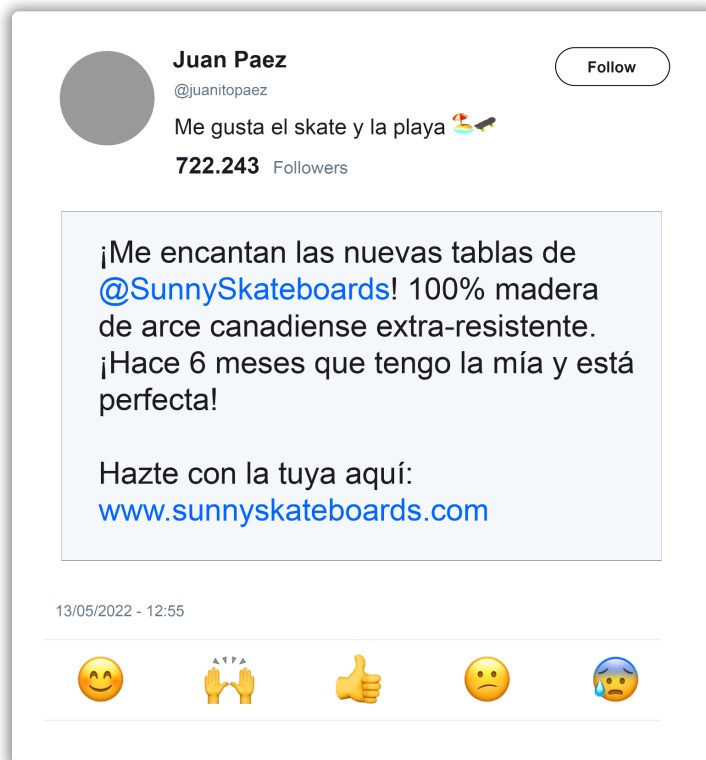 Juan Paez
Follow
@juanitopaez
Me gusta el skate y la playa 🏖️🛹
722.243 Followers
¡Me encantan las nuevas tablas de
@SunnySkateboards! 100% madera
de arce canadiense extra-resistente.
¡Hace 6 meses que tengo la mía y está
perfecta!
Hazte con la tuya aquí:
www.sunnyskateboards.com
13/05/2022 - 12:55